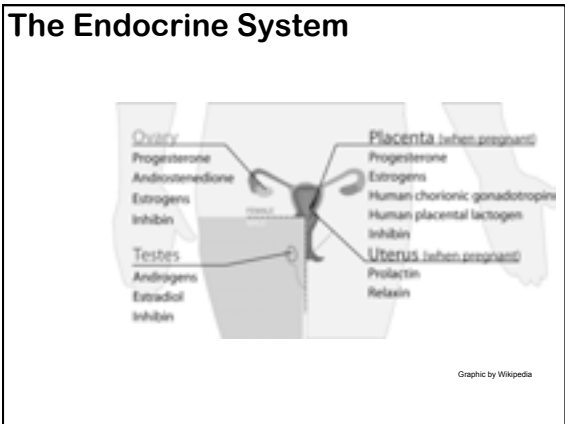 The Endocrine System
Ovary
Progesterone
Androstenedione
Estrogens
Inhibin
Testes
Androgens
Estradiol
Inhibin
FEMALE
Placenta (when pregnant)
Progesterone
Estrogens
Human chorionic gonadotropin
Human placental lactogen
Inhibin
Uterus (when pregnant)
Prolactin
Relaxin
Graphic by Wikipedia